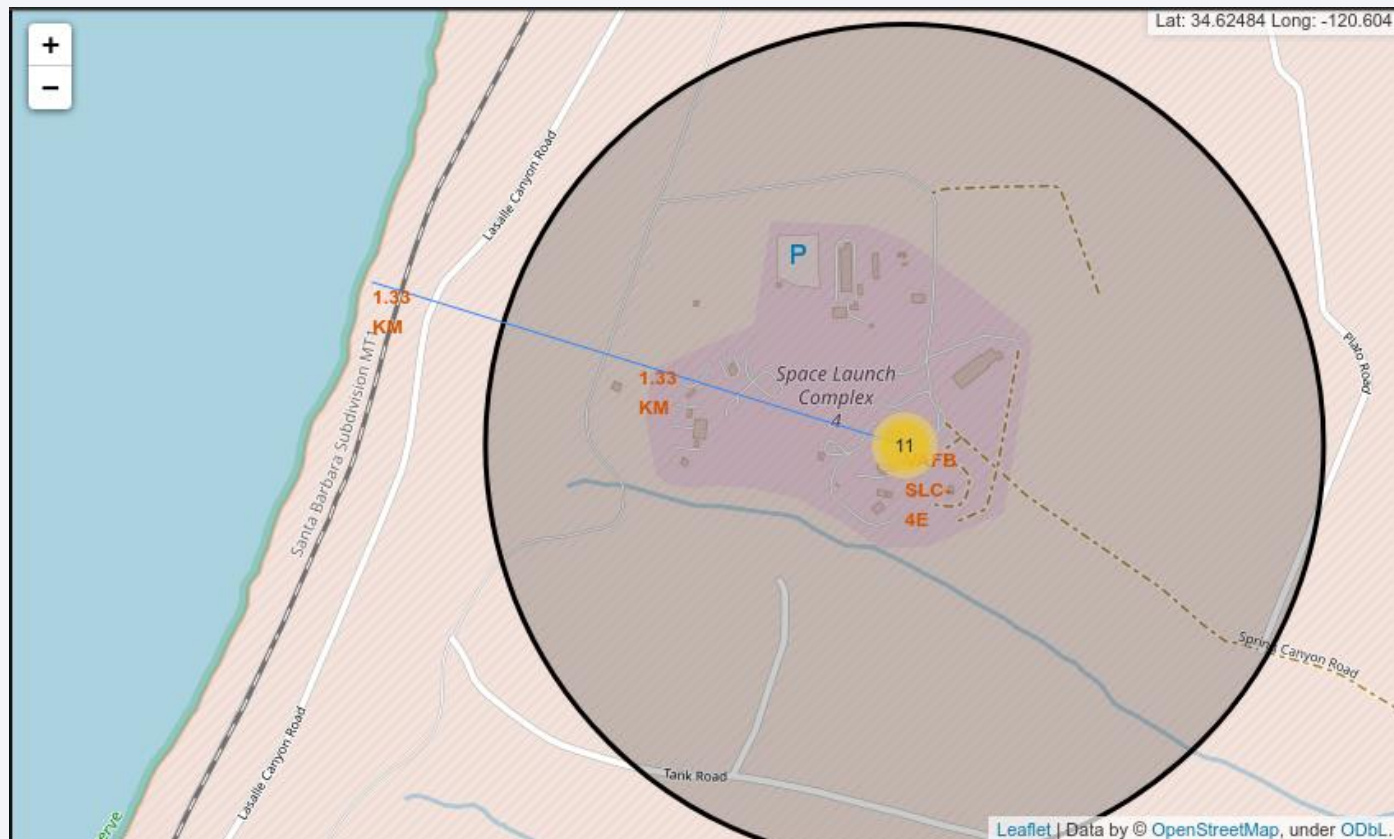 +
−
Lat: 34.62484 Long: -120.604
Lasalle Canyon Road
P
1.33
KM
Santa Barbara Subdivision MT1
1.33
KM
Space Launch
Complex
4
11
VAFB
SLC-
4E
Plato Road
Spring Canyon Road
Lasalle Canyon Road
Tank Road
erve
Leaflet | Data by © OpenStreetMap, under ODbL.